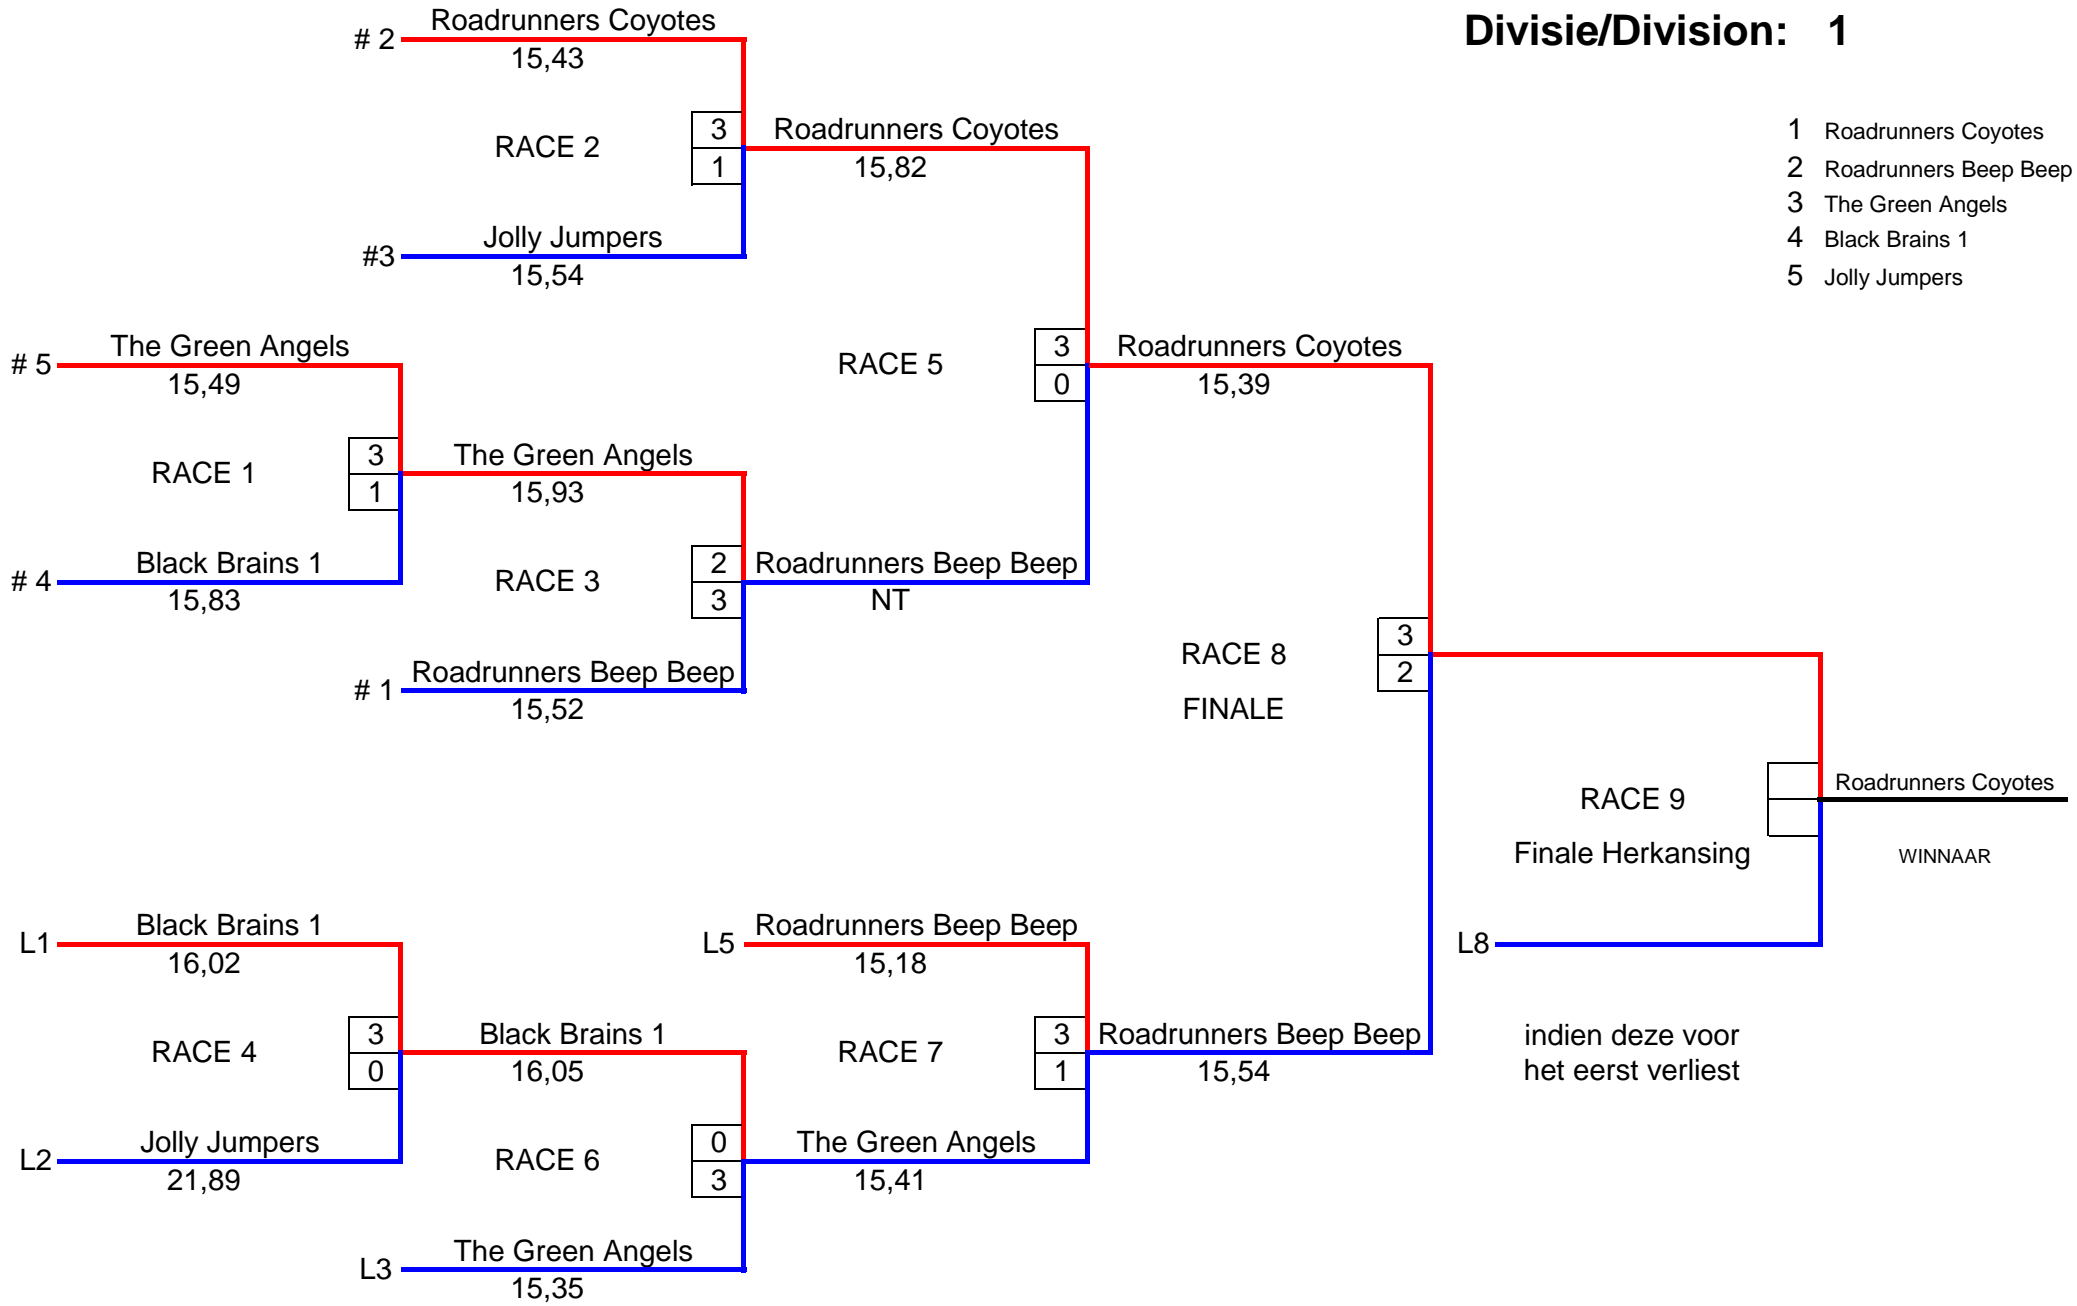 Divisie/Division: 1
1 Roadrunners Coyotes
2 Roadrunners Beep Beep
3 The Green Angels
4 Black Brains 1
5 Jolly Jumpers
# 2 Roadrunners Coyotes
15,43
RACE 2
3
1
#3 Jolly Jumpers
15,54
Roadrunners Coyotes
15,82
# 5 The Green Angels
15,49
RACE 1
3
1
# 4 Black Brains 1
15,83
The Green Angels
15,93
RACE 3
2
3
# 1 Roadrunners Beep Beep
15,52
Roadrunners Beep Beep
NT
RACE 5
3
0
Roadrunners Coyotes
15,39
RACE 8
FINALE
3
2
RACE 9
Finale Herkansing
Roadrunners Coyotes
WINNAAR
L8
indien deze voor
het eerst verliest
L1 Black Brains 1
16,02
RACE 4
3
0
L2 Jolly Jumpers
21,89
Black Brains 1
16,05
RACE 6
0
3
L3 The Green Angels
15,35
L5 Roadrunners Beep Beep
15,18
RACE 7
3
1
The Green Angels
15,41
Roadrunners Beep Beep
15,54